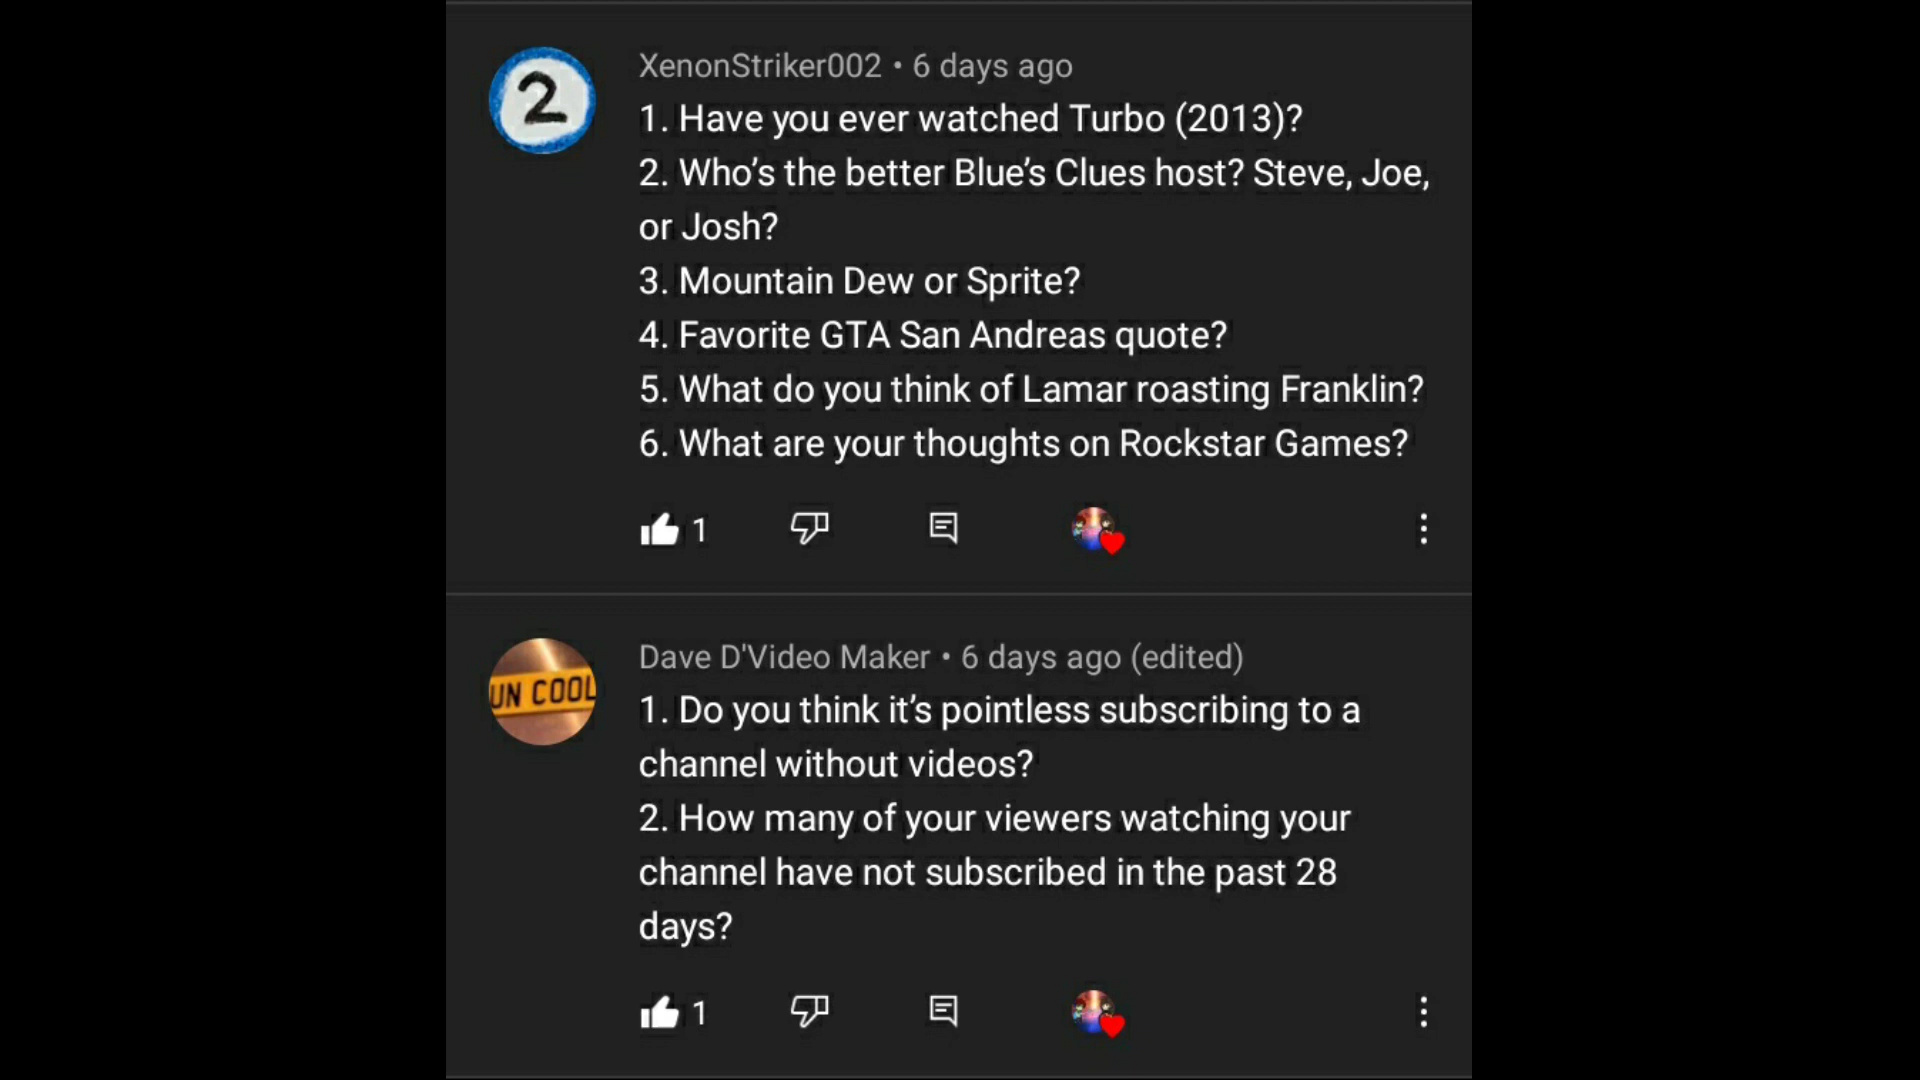 2
XenonStriker002 • 6 days ago
1. Have you ever watched Turbo (2013)?
2. Who’s the better Blue’s Clues host? Steve, Joe,
or Josh?
3. Mountain Dew or Sprite?
4. Favorite GTA San Andreas quote?
5. What do you think of Lamar roasting Franklin?
6. What are your thoughts on Rockstar Games?
1
UN COOL
Dave D'Video Maker • 6 days ago (edited)
1. Do you think it’s pointless subscribing to a
channel without videos?
2. How many of your viewers watching your
channel have not subscribed in the past 28
days?
1